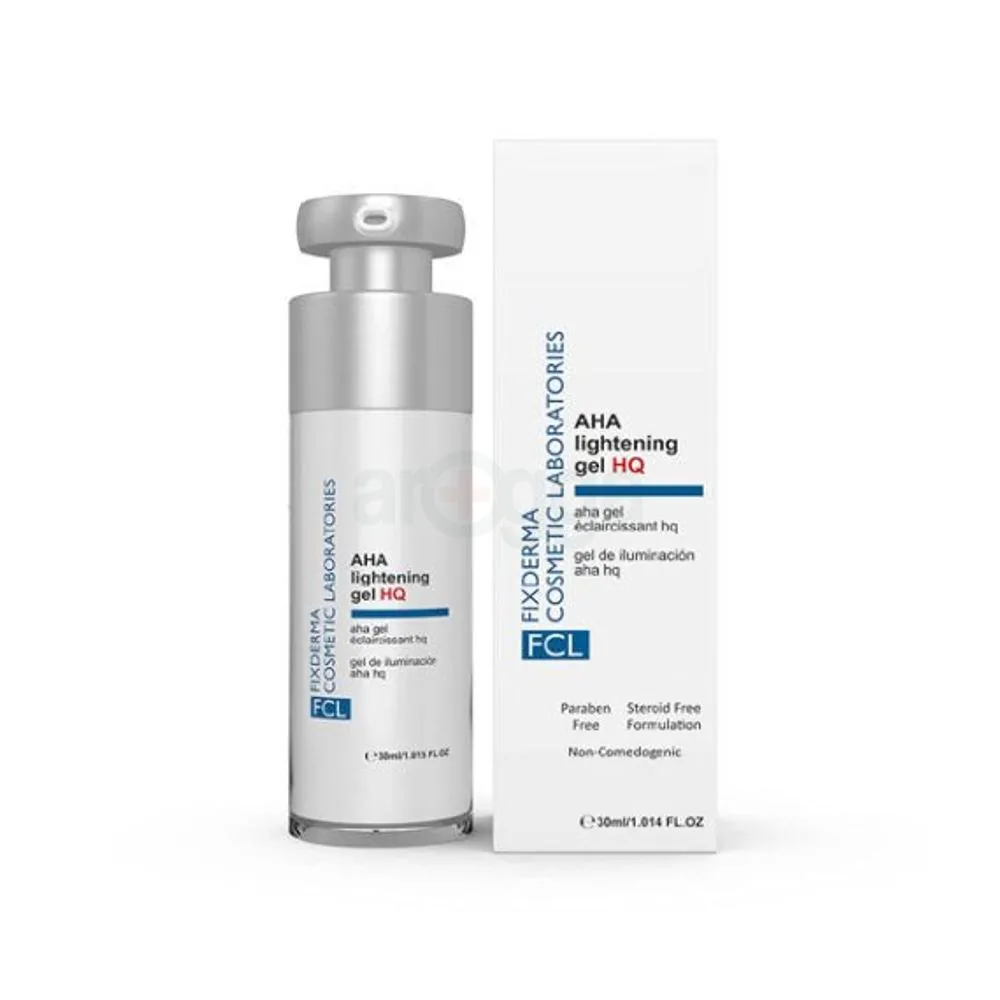 FIXDERMA
COSMETIC LABORATORIES
FCL
AHA
lightening
gel HQ
aha gel
éclaircissant hq
gel de iluminación
aha hq
℮*30ml/1.015 FL.OZ
FIXDERMA
COSMETIC LABORATORIES
FCL
AHA
lightening
gel HQ
aha gel
éclaircissant hq
gel de iluminación
aha hq
Paraben Free
Steroid Free Formulation
Non-Comedogenic
℮30ml/1.014 FL.OZ
arogga